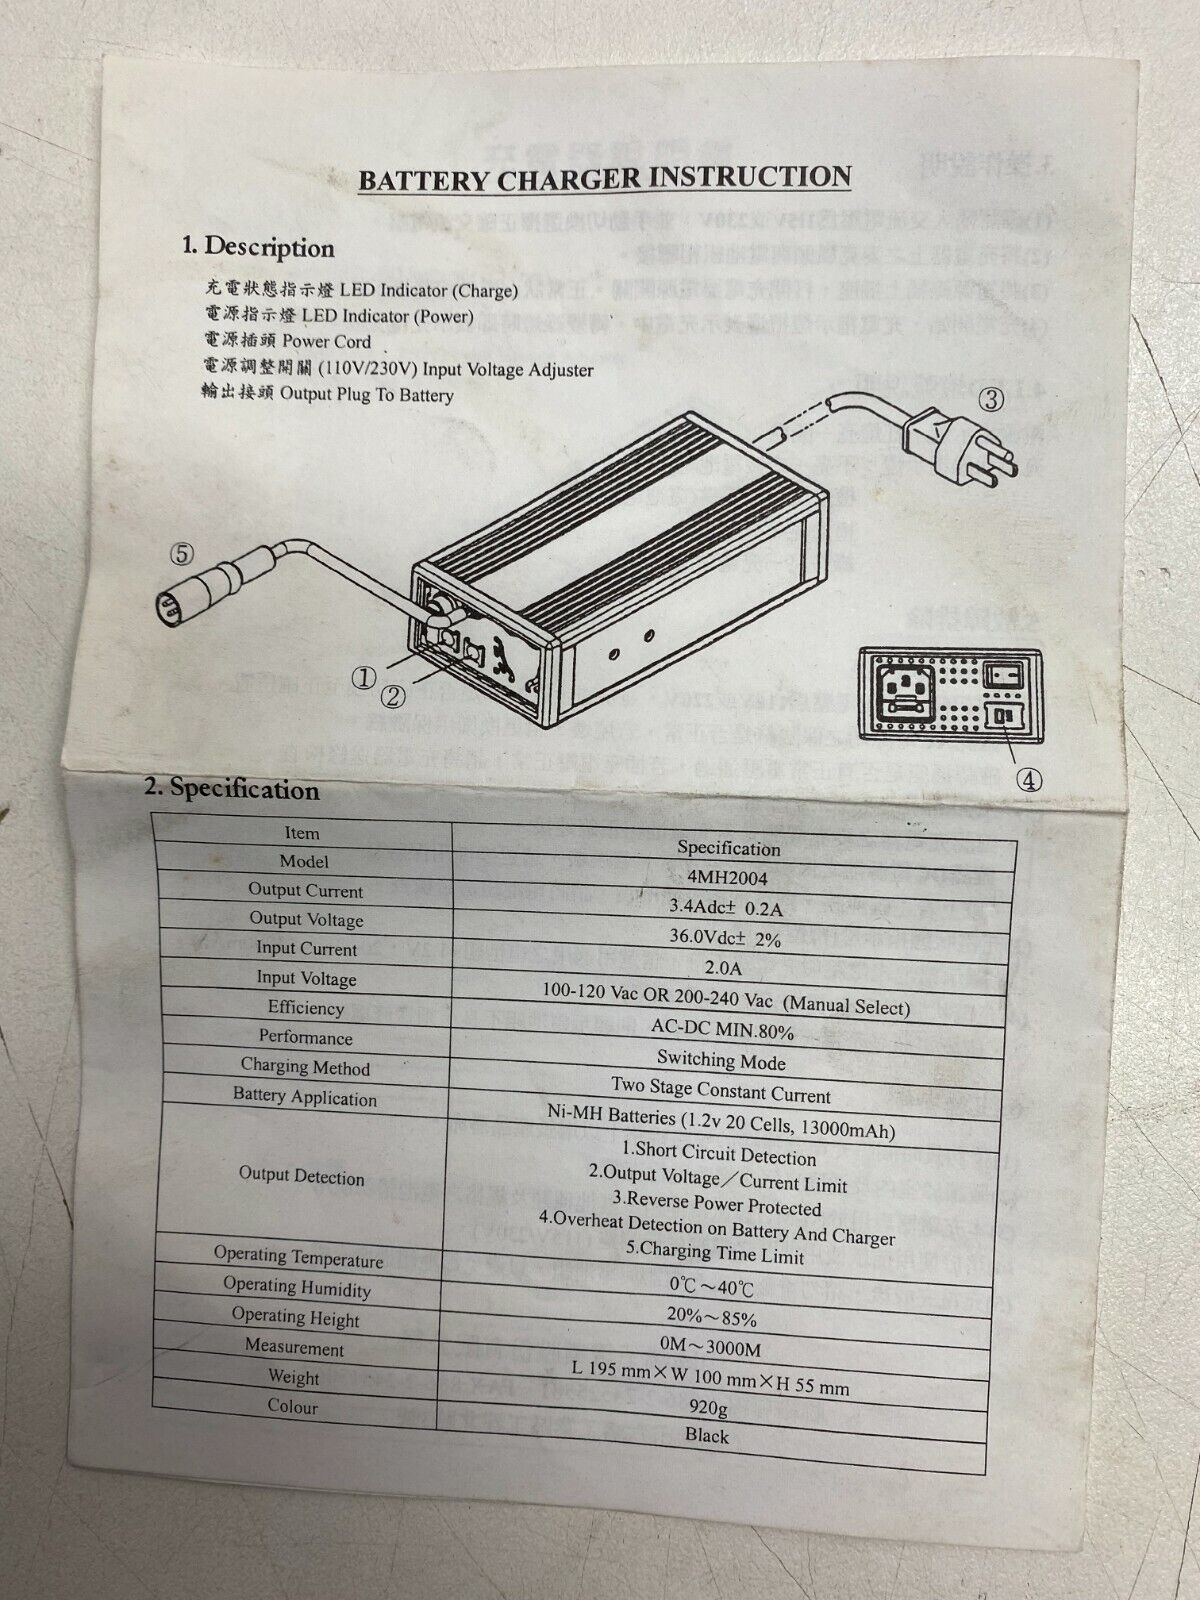 BATTERY CHARGER INSTRUCTION
1. Description
充電狀態指示燈 LED Indicator (Charge)
電源指示燈 LED Indicator (Power)
電源插頭 Power Cord
電源調整開關 (110V/230V) Input Voltage Adjuster
輸出接頭 Output Plug To Battery
③
⑤
①
②
④
2. Specification
Item Specification
Model 4MH2004
Output Current 3.4Adc± 0.2A
Output Voltage 36.0Vdc± 2%
Input Current 2.0A
Input Voltage 100-120 Vac OR 200-240 Vac (Manual Select)
Efficiency AC-DC MIN.80%
Performance Switching Mode
Charging Method Two Stage Constant Current
Battery Application Ni-MH Batteries (1.2v 20 Cells, 13000mAh)
Output Detection
1.Short Circuit Detection
2.Output Voltage／Current Limit
3.Reverse Power Protected
4.Overheat Detection on Battery And Charger
5.Charging Time Limit
Operating Temperature 0℃～40℃
Operating Humidity 20%～85%
Operating Height 0M～3000M
Measurement L 195 mm×W 100 mm×H 55 mm
Weight 920g
Colour Black